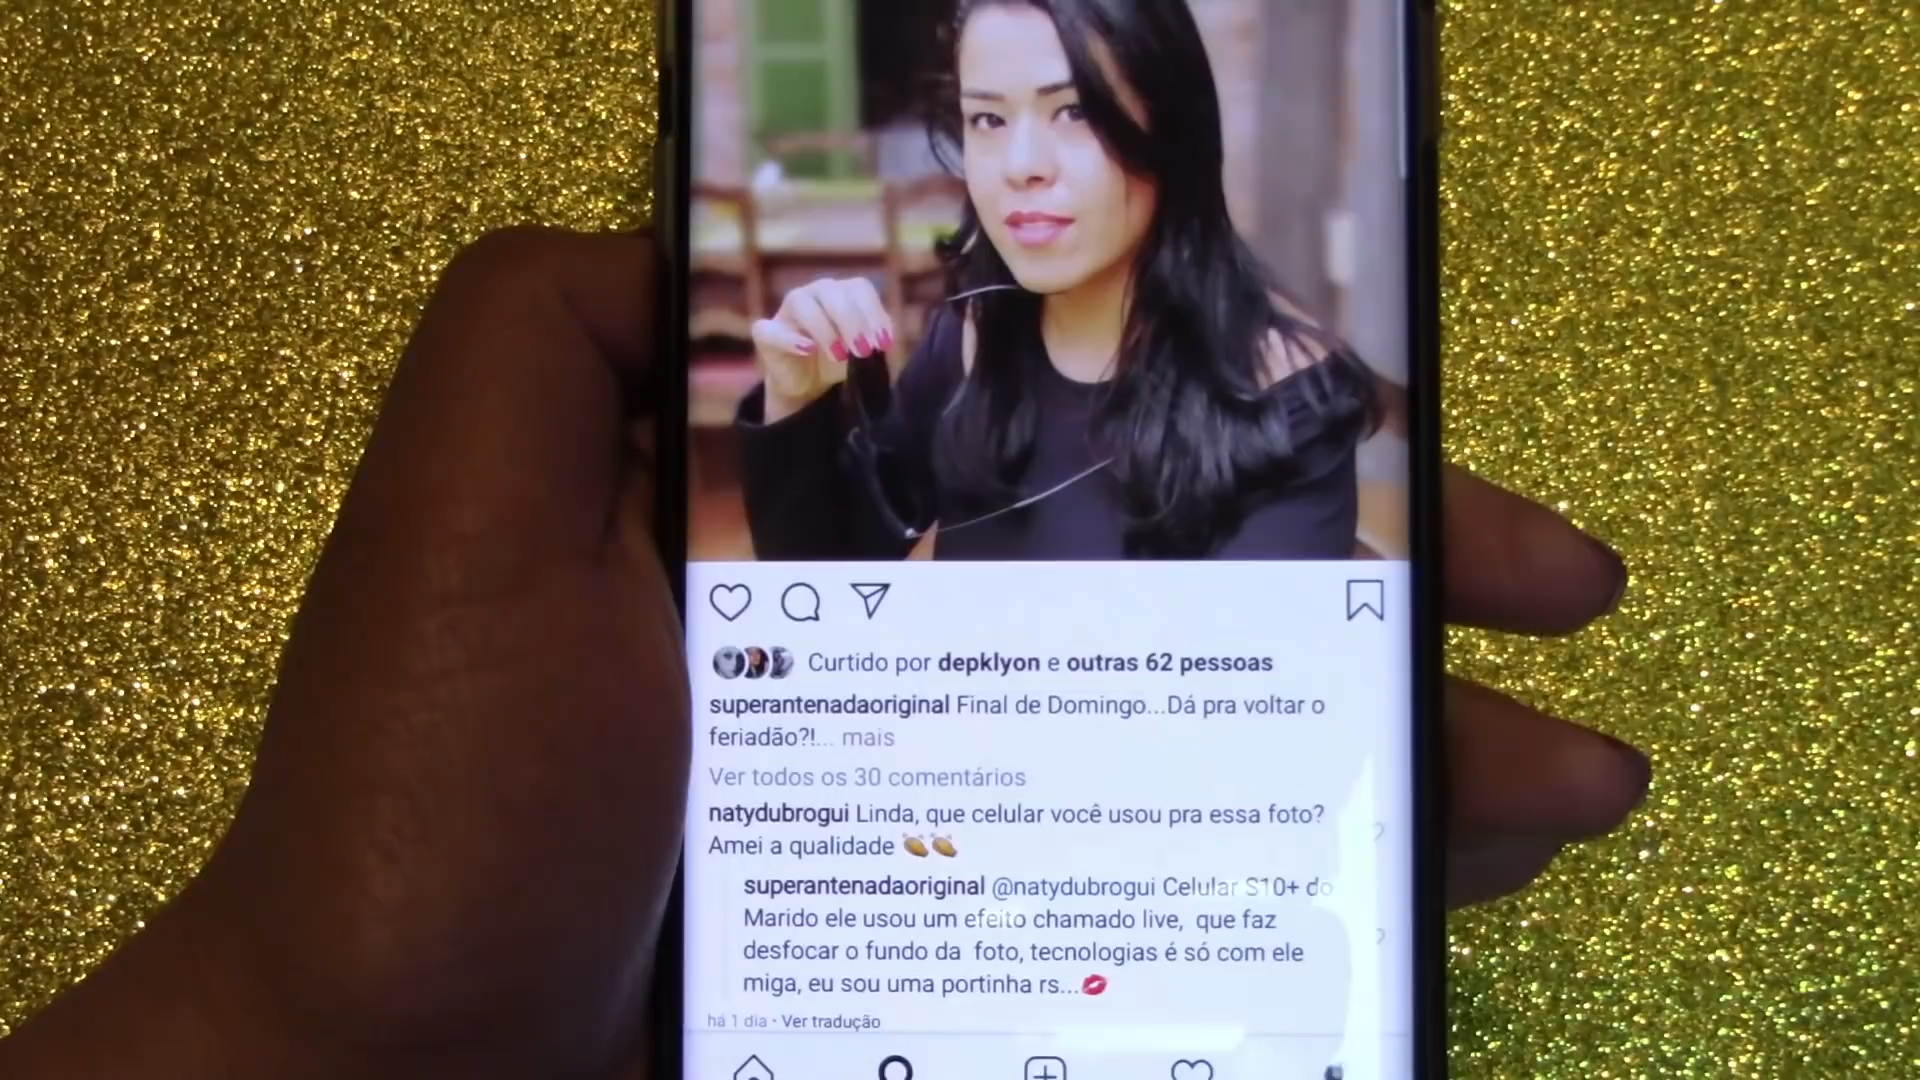 Curtido por depklyon e outras 62 pessoas
superantenadaoriginal Final de Domingo...Dá pra voltar o
feriadão?!... mais
Ver todos os 30 comentários
natydubrogui Linda, que celular você usou pra essa foto?
Amei a qualidade
superantenadaoriginal @natydubrogui Celular S10+ do
Marido ele usou um efeito chamado live, que faz
desfocar o fundo da foto, tecnologias é só com ele
miga, eu sou uma portinha rs...
há 1 dia · Ver tradução